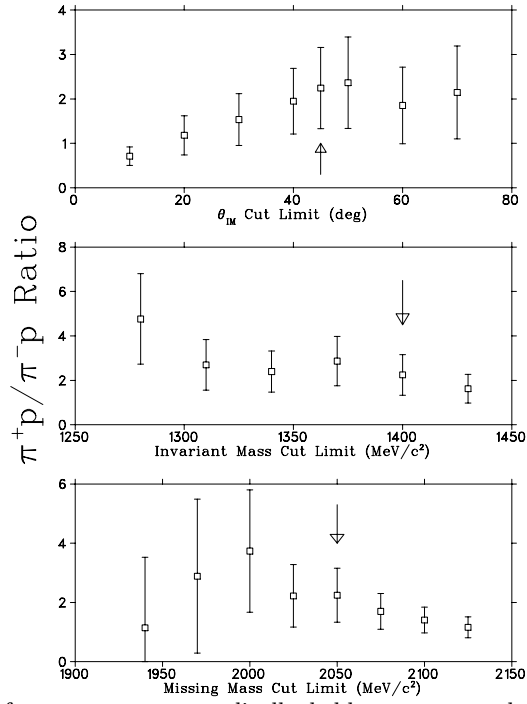 π⁺p/π⁻p Ratio
4
3
2
1
0
0 20 40 60 80
θ_IM Cut Limit (deg)
8
6
4
2
0
1250 1300 1350 1400 1450
Invariant Mass Cut Limit (MeV/c²)
6
4
2
0
1900 1950 2000 2050 2100 2150
Missing Mass Cut Limit (MeV/c²)